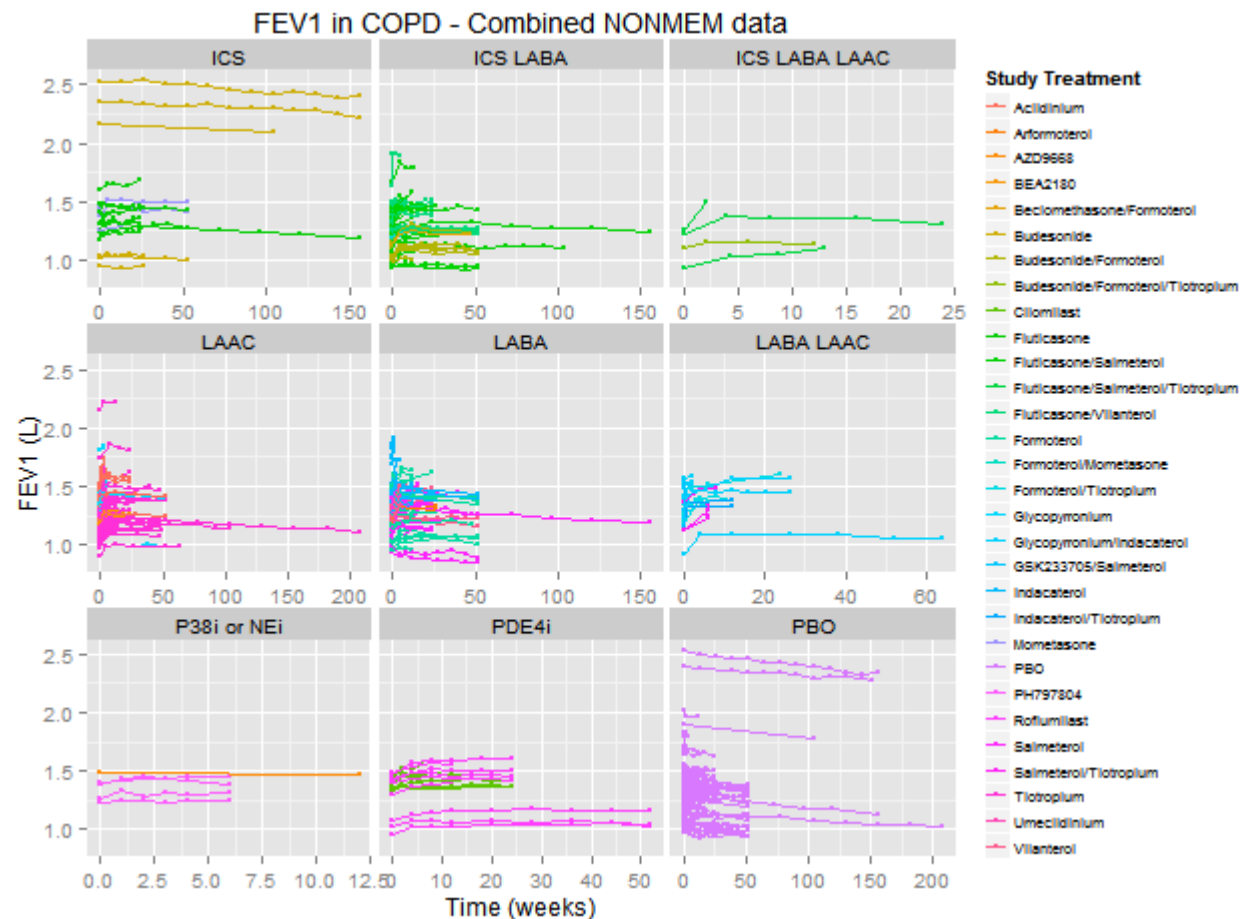 FEV1 in COPD - Combined NONMEM data
ICS
ICS LABA
ICS LABA LAAC
2.5
2.0
1.5
1.0
0
50
100
150
0
50
100
150
0
5
10
15
20
25
LAAC
LABA
LABA LAAC
2.5
2.0
1.5
1.0
0
50
100
150
200
0
50
100
150
0
20
40
60
P38i or NEi
PDE4i
PBO
2.5
2.0
1.5
1.0
0.0
2.5
5.0
7.5
10.0
12.5
0
20
40
0
50
100
150
200
FEV1 (L)
Time (weeks)
Study Treatment
Aclidinium
Arformoterol
AZD9668
BEA2180
Beclomethasone/Formoterol
Budesonide
Budesonide/Formoterol
Budesonide/Formoterol/Tiotropium
Cilomilast
Fluticasone
Fluticasone/Salmeterol
Fluticasone/Salmeterol/Tiotropium
Fluticasone/Vilanterol
Formoterol
Formoterol/Mometasone
Formoterol/Tiotropium
Glycopyrronium
Glycopyrronium/Indacaterol
GSK233705/Salmeterol
Indacaterol
Indacaterol/Tiotropium
Mometasone
PBO
PH797804
Roflumilast
Salmeterol
Salmeterol/Tiotropium
Tiotropium
Umeclidinium
Vilanterol